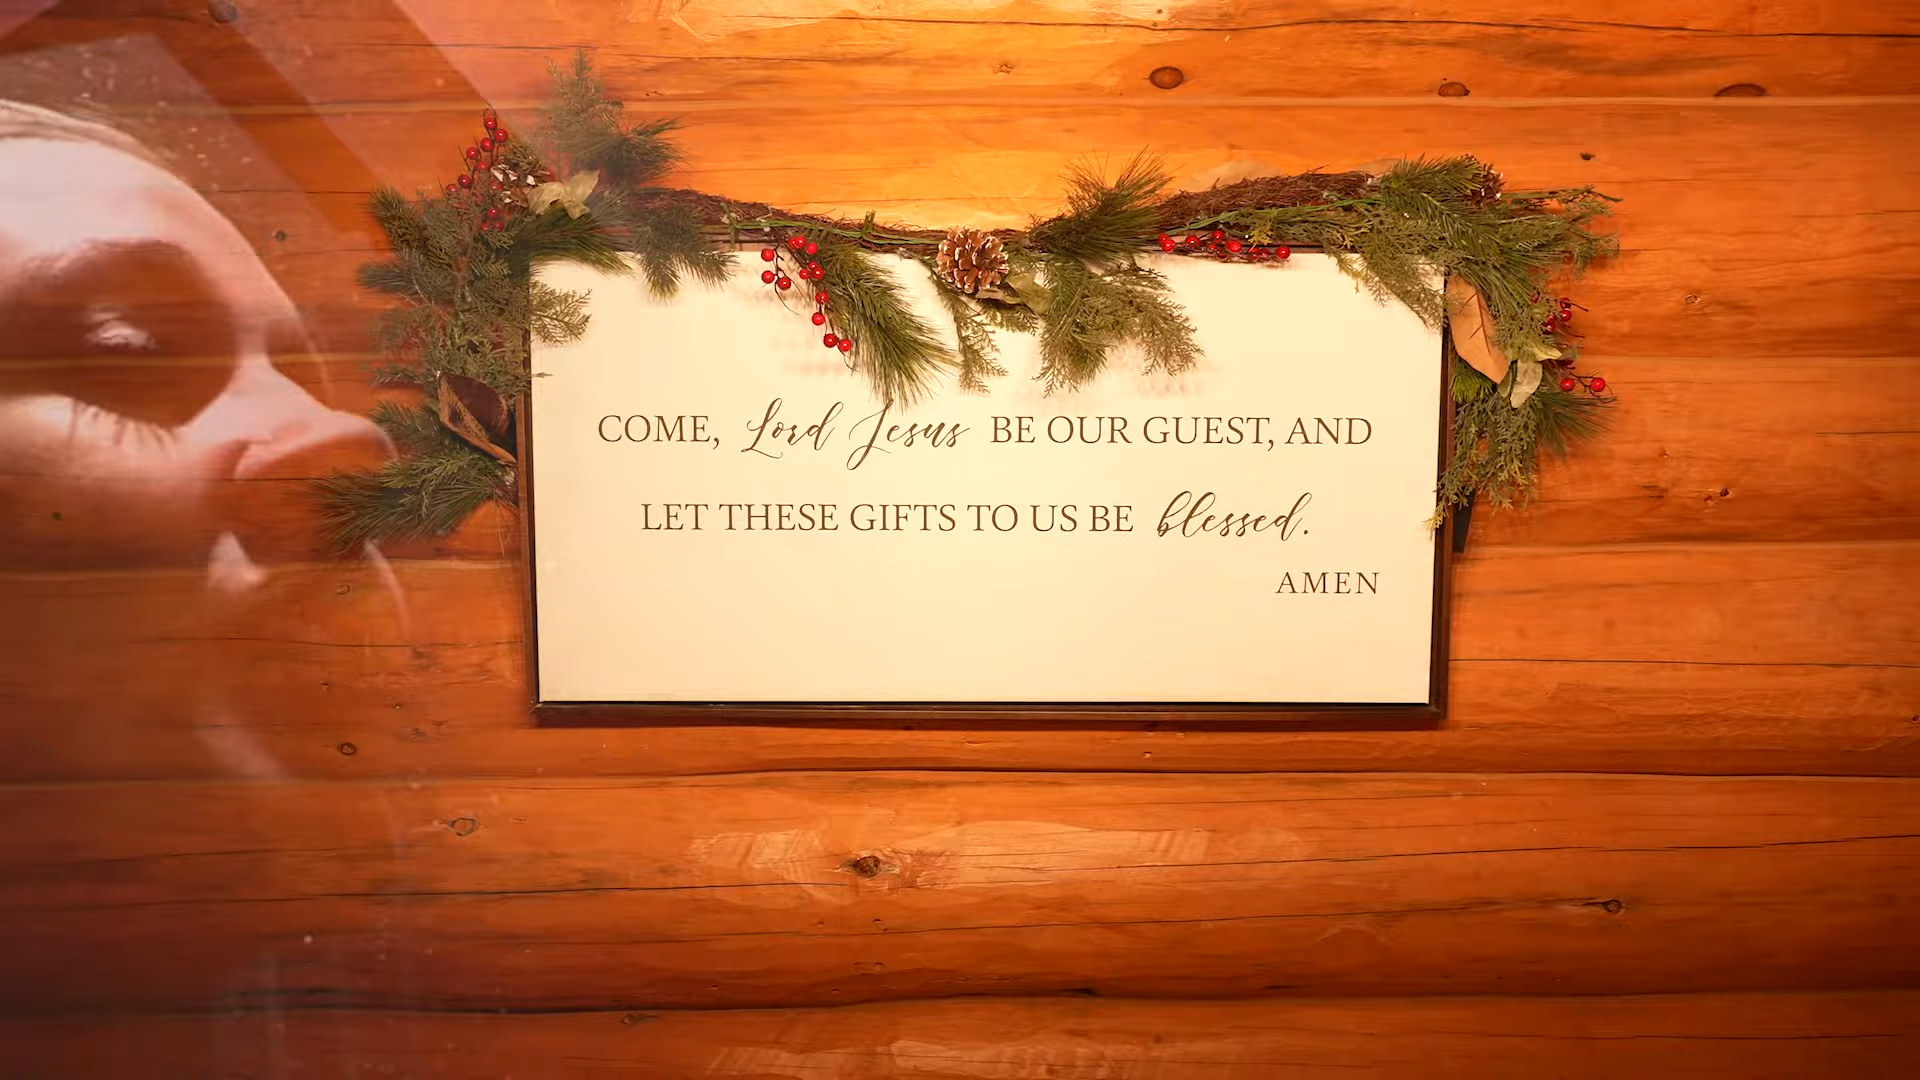 COME, Lord Jesus BE OUR GUEST, AND
LET THESE GIFTS TO US BE blessed.
AMEN